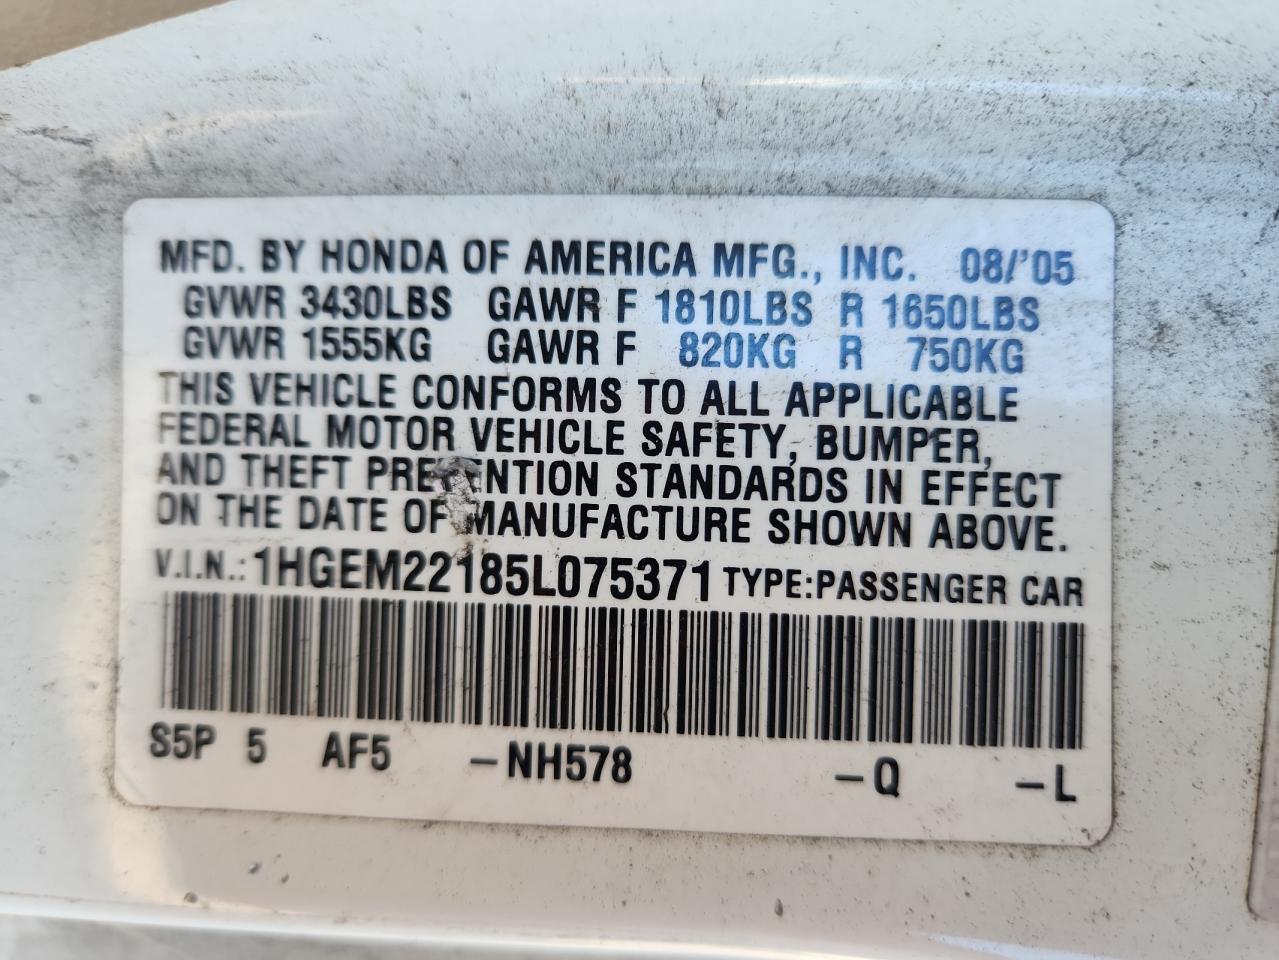 MFD. BY HONDA OF AMERICA MFG., INC. 08/'05
GVWR 3430LBS GAWR F 1810LBS R 1650LBS
GVWR 1555KG GAWR F 820KG R 750KG
THIS VEHICLE CONFORMS TO ALL APPLICABLE
FEDERAL MOTOR VEHICLE SAFETY, BUMPER,
AND THEFT PREVENTION STANDARDS IN EFFECT
ON THE DATE OF MANUFACTURE SHOWN ABOVE.
V.I.N.: 1HGEM22185L075371 TYPE:PASSENGER CAR
S5P 5 AF5 -NH578 -Q -L